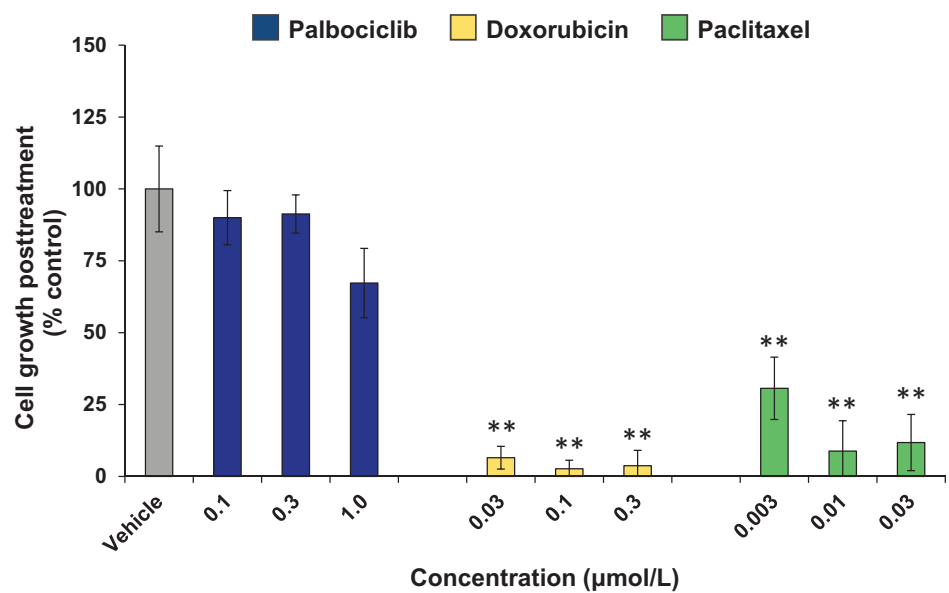 Palbociclib Doxorubicin Paclitaxel
150
125
100
75
50
25
0
Cell growth posttreatment
(% control)
** ** ** ** ** **
Vehicle 0.1 0.3 1.0 0.03 0.1 0.3 0.003 0.01 0.03
Concentration (µmol/L)